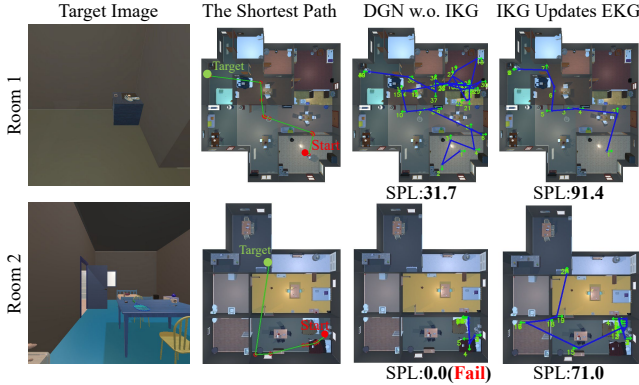 Target Image The Shortest Path DGN w.o. IKG IKG Updates EKG
Room 1
Target
Start
SPL:31.7 SPL:91.4
Room 2
Target
Start
SPL:0.0(Fail) SPL:71.0